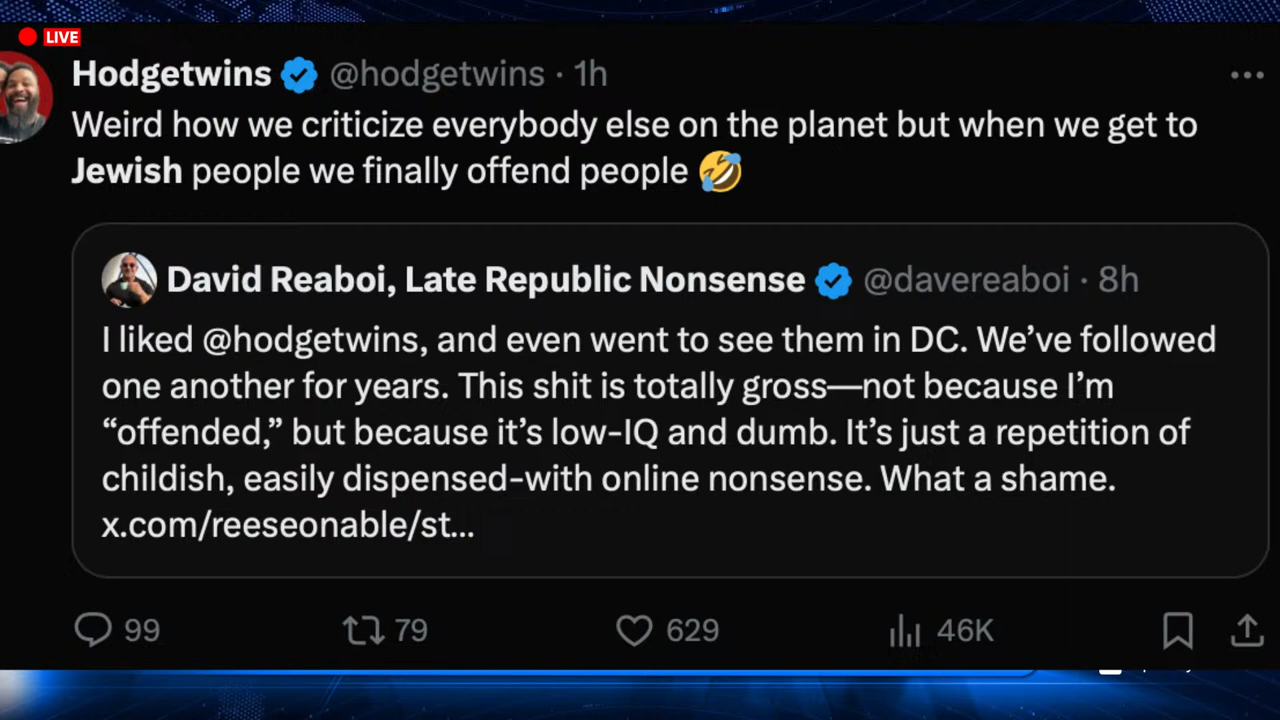 LIVE
Hodgetwins @hodgetwins · 1h
Weird how we criticize everybody else on the planet but when we get to
Jewish people we finally offend people 🤣
David Reaboi, Late Republic Nonsense @davereaboi · 8h
I liked @hodgetwins, and even went to see them in DC. We’ve followed
one another for years. This shit is totally gross—not because I’m
“offended,” but because it’s low-IQ and dumb. It’s just a repetition of
childish, easily dispensed-with online nonsense. What a shame.
x.com/reeseonable/st...
99 79 629 46K